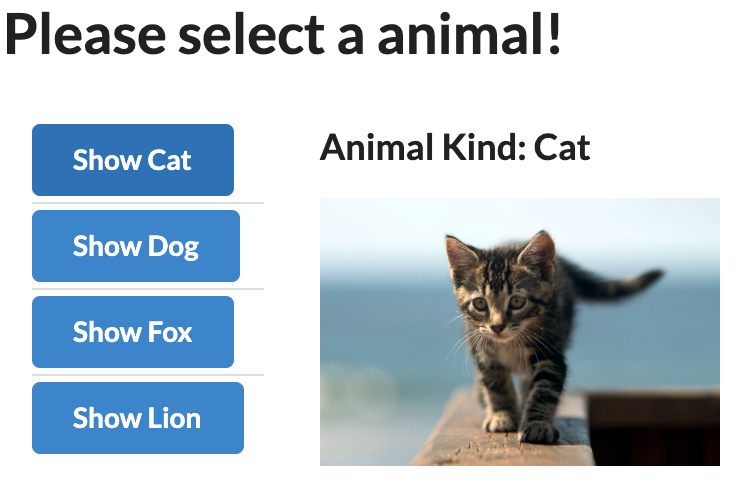 Please select a animal!
Show Cat
Show Dog
Show Fox
Show Lion
Animal Kind: Cat